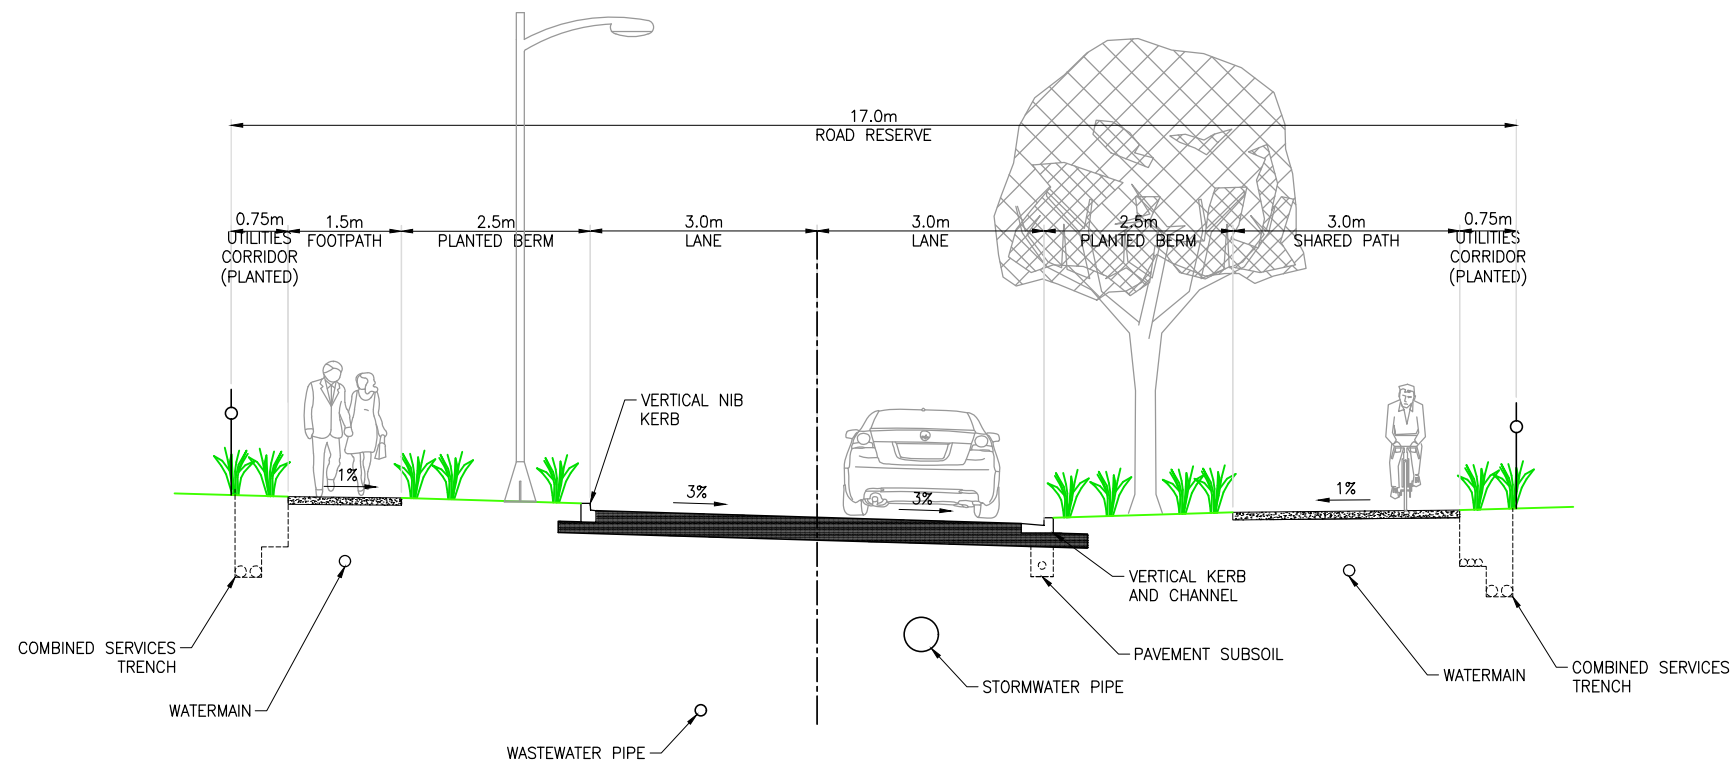 17.0m
ROAD RESERVE
0.75m
UTILITIES
CORRIDOR
(PLANTED)
1.5m
FOOTPATH
2.5m
PLANTED BERM
3.0m
LANE
3.0m
LANE
2.5m
PLANTED BERM
3.0m
SHARED PATH
0.75m
UTILITIES
CORRIDOR
(PLANTED)
VERTICAL NIB
KERB
1%
3%
3%
1%
VERTICAL KERB
AND CHANNEL
COMBINED SERVICES
TRENCH
PAVEMENT SUBSOIL
WATERMAIN
COMBINED SERVICES
TRENCH
STORMWATER PIPE
WATERMAIN
WASTEWATER PIPE